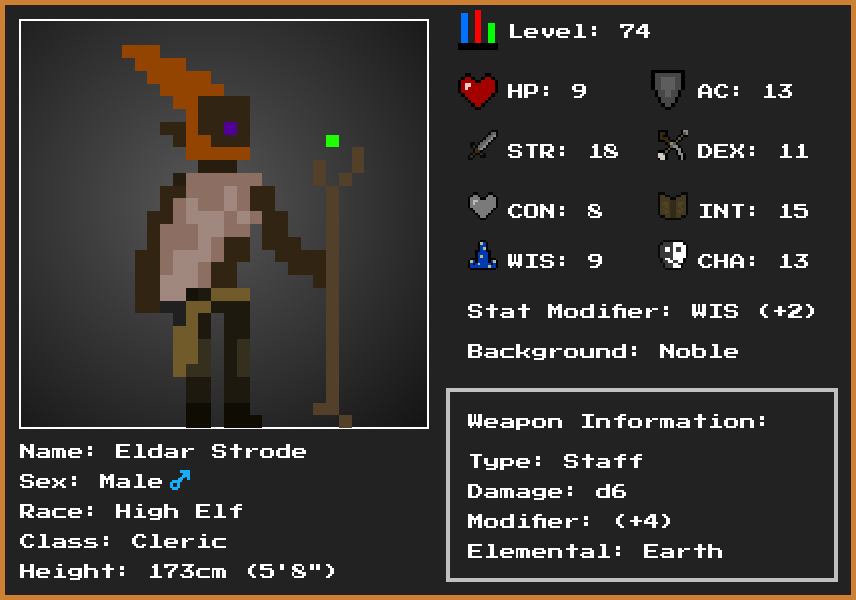 Level: 74
HP: 9
AC: 13
STR: 18
DEX: 11
CON: 8
INT: 15
WIS: 9
CHA: 13
Stat Modifier: WIS (+2)
Background: Noble
Weapon Information:
Type: Staff
Damage: d6
Modifier: (+4)
Elemental: Earth
Name: Eldar Strode
Sex: Male♂
Race: High Elf
Class: Cleric
Height: 173cm (5'8")